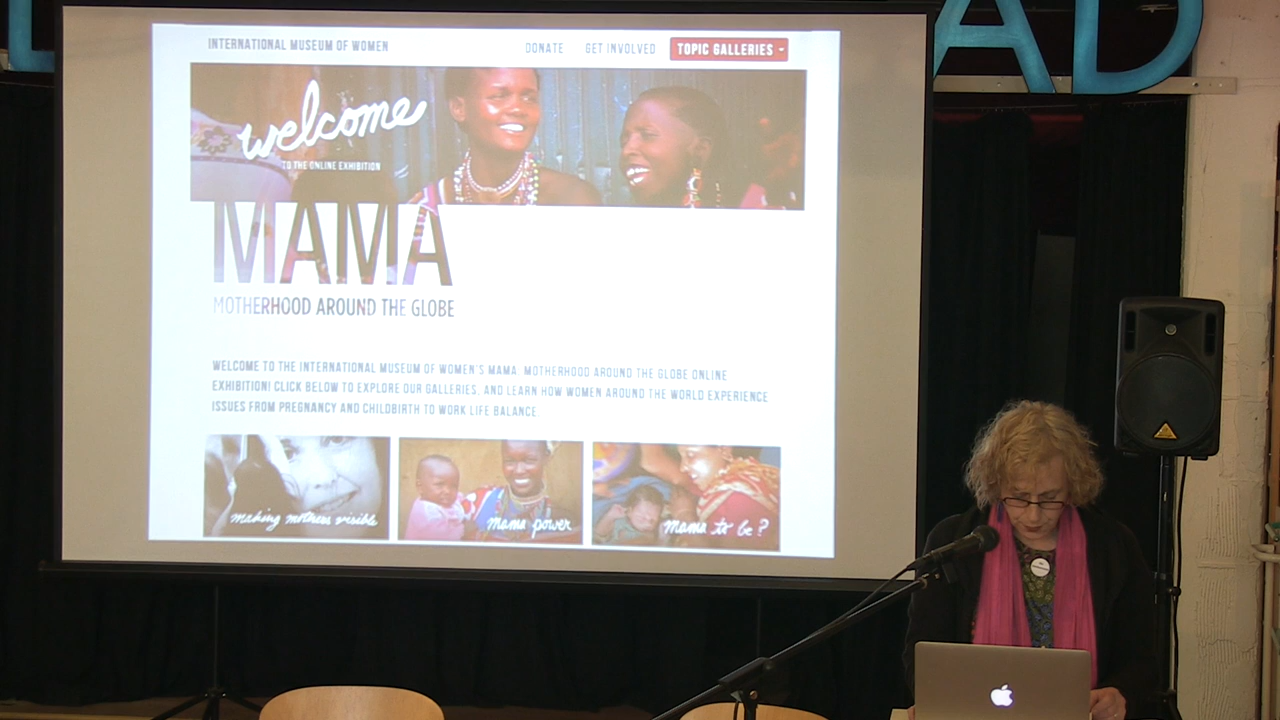 AD
INTERNATIONAL MUSEUM OF WOMEN
DONATE
GET INVOLVED
TOPIC GALLERIES
welcome
TO THE ONLINE EXHIBITION
MAMA
MOTHERHOOD AROUND THE GLOBE
WELCOME TO THE INTERNATIONAL MUSEUM OF WOMEN'S MAMA: MOTHERHOOD AROUND THE GLOBE ONLINE
EXHIBITION! CLICK BELOW TO EXPLORE OUR GALLERIES, AND LEARN HOW WOMEN AROUND THE WORLD EXPERIENCE
ISSUES FROM PREGNANCY AND CHILDBIRTH TO WORK LIFE BALANCE.
making mothers visible
mama power
mama to be?